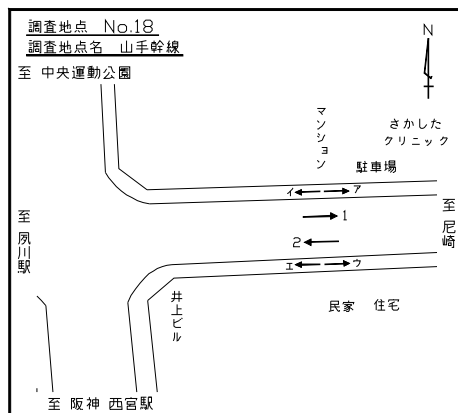 調査地点 No.18
調査地点名 山手幹線
至 中央運動公園
N
マンション
さかした
クリニック
駐車場
イ ア
至 尼崎
至 夙川駅
1
2
エ ウ
井上ビル
民家 住宅
至 阪神 西宮駅